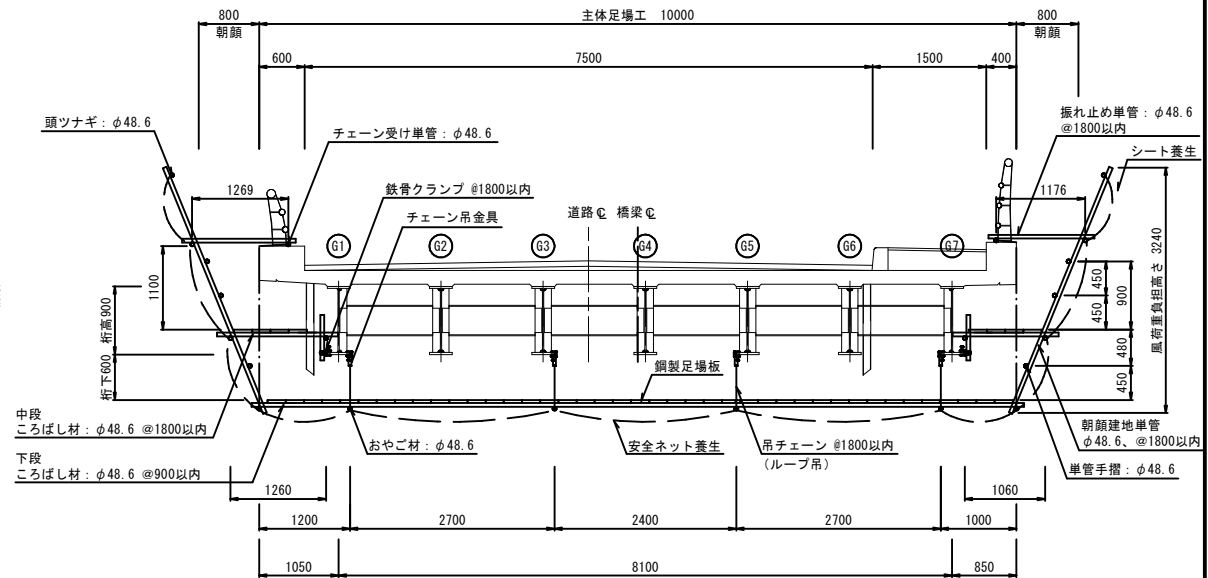 800
主体足場工 10000
800
朝顔
朝顔
600
7500
1500
400
頭ツナギ：φ48.6
チェーン受け単管：φ48.6
振れ止め単管：φ48.6
@1800以内
シート養生
1269
鉄骨クランプ @1800以内
チェーン吊金具
道路℄ 橋梁℄
1176
G1
G2
G3
G4
G5
G6
G7
1100
桁高900
桁下600
450
450
900
480
450
風荷重負担高さ 3240
鋼製足場板
中段
ころばし材：φ48.6 @1800以内
おやご材：φ48.6
安全ネット養生
吊チェーン @1800以内
（ループ吊）
朝顔建地単管
φ48.6、@1800以内
下段
ころばし材：φ48.6 @900以内
単管手摺：φ48.6
1260
1060
1200
2700
2400
2700
1000
1050
8100
850